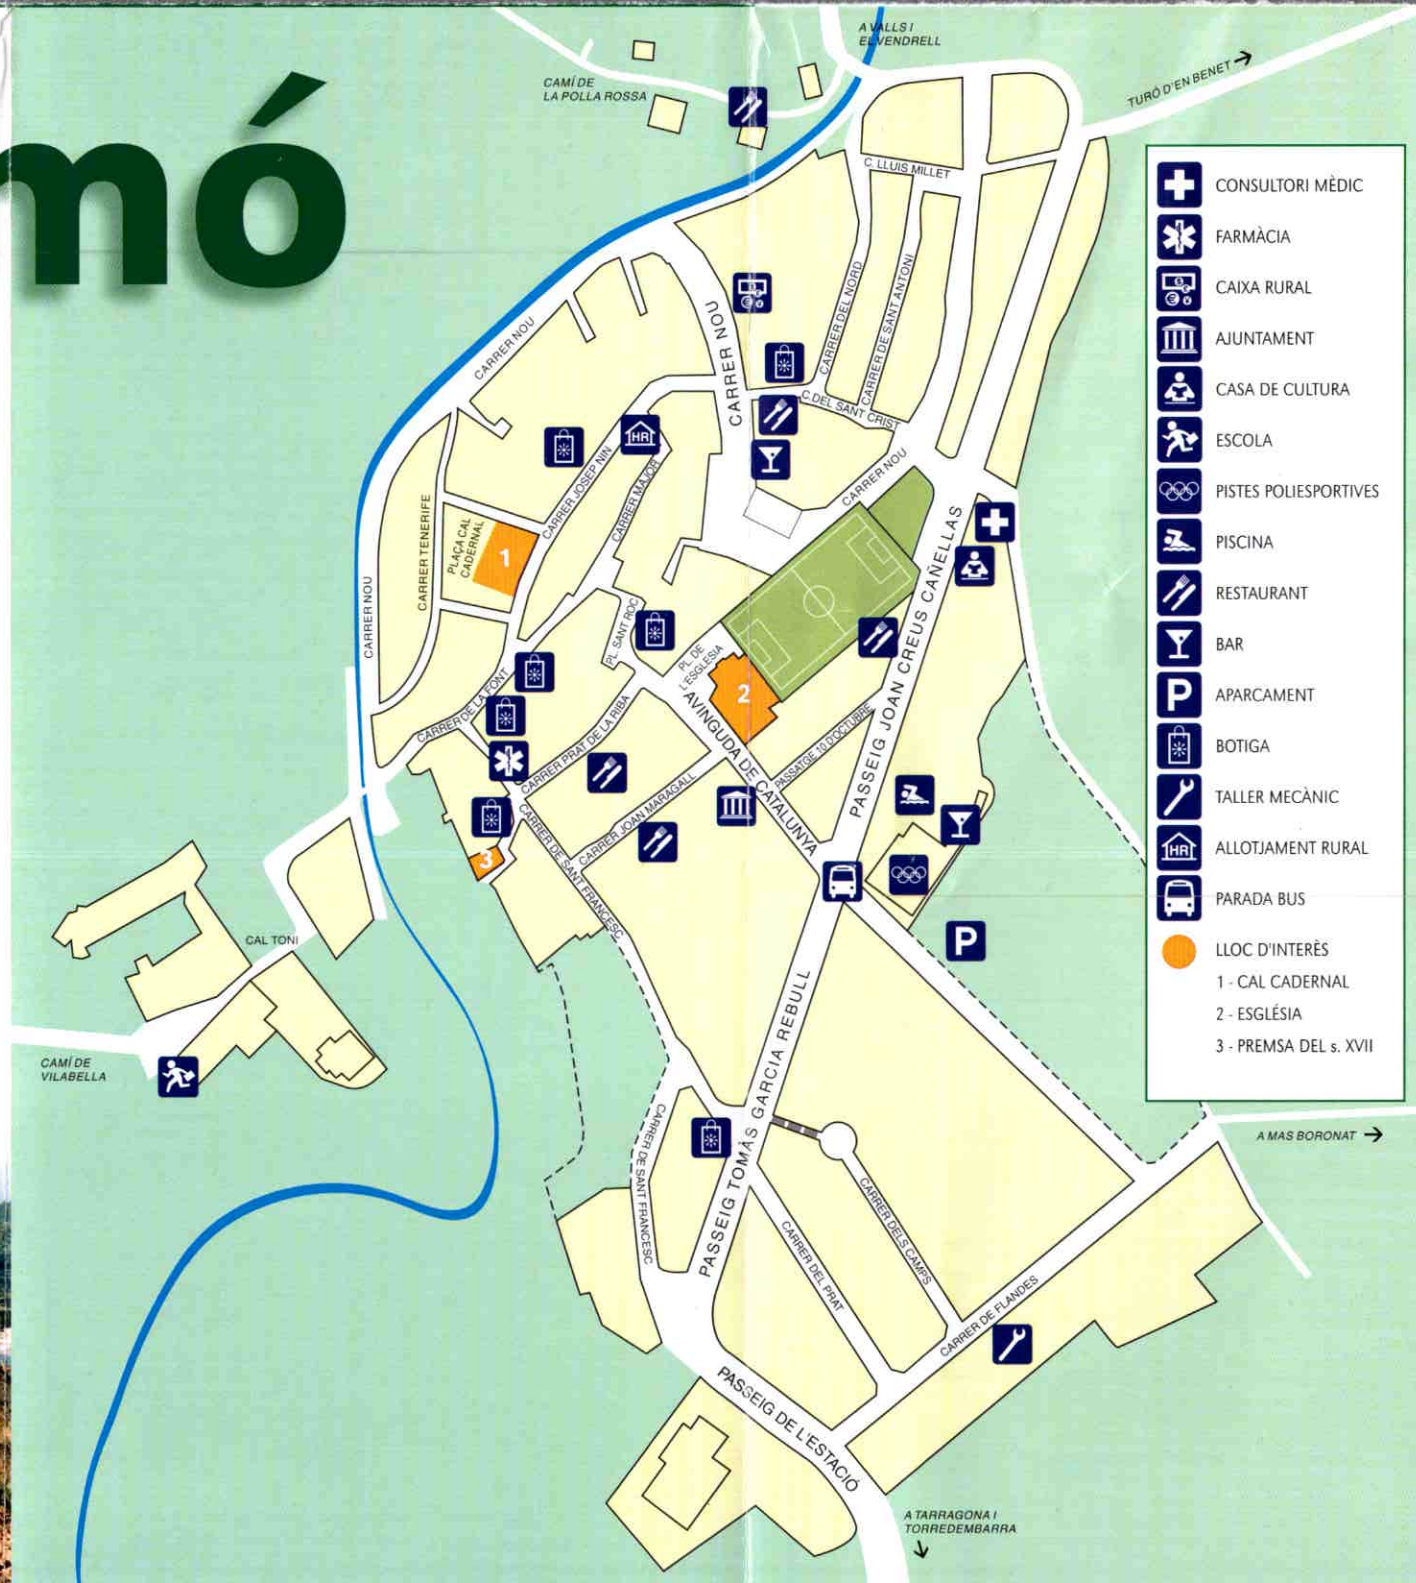 mó
A VALLS I
EL VENDRELL
CAMÍ DE
LA POLLA ROSSA
TURÓ D'EN BENET →
C. LLUIS MILLET
CARRER NOU
CARRER NOU
CARRER DEL NORD
CARRER DE SANT ANTONI
C. DEL SANT CRIST
CARRER NOU
HR
CARRER JOSEP NIN
CARRER MAJOR
CARRER TENERIFE
PLAÇA CAL
CADERNAL
1
CARRER NOU
PL. SANT ROC
PL. DE
L'ESGLESIA
2
PASSEIG JOAN CREUS CAÑELLAS
CARRER DE LA FONT
CARRER PRAT DE LA RIBA
AVINGUDA DE CATALUNYA
PASSATGE 10 D'OCTUBRE
CARRER JOAN MARAGALL
CARRER DE SANT FRANCESC
3
CAL TONI
P
CAMÍ DE
VILABELLA
PASSEIG TOMÀS GARCIA REBULL
CARRER DE SANT FRANCESC
CARRER DELS CAMPS
CARRER DEL PRAT
CARRER DE FLANDES
A MAS BORONAT →
PASSEIG DE L'ESTACIÓ
A TARRAGONA I
TORREDEMBARRA
↓
CONSULTORI MÈDIC
FARMÀCIA
CAIXA RURAL
AJUNTAMENT
CASA DE CULTURA
ESCOLA
PISTES POLIESPORTIVES
PISCINA
RESTAURANT
BAR
P APARCAMENT
BOTIGA
TALLER MECÀNIC
HR ALLOTJAMENT RURAL
PARADA BUS
LLOC D'INTERÈS
1 - CAL CADERNAL
2 - ESGLÉSIA
3 - PREMSA DEL s. XVII